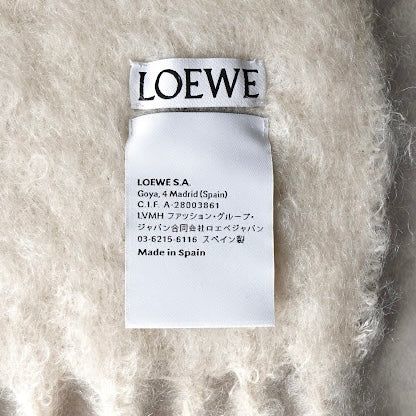 LOEWE
LOEWE S.A.
Goya, 4 Madrid (Spain)
C.I.F. A-28003861
LVMH ファッション・グループ・
ジャパン合同会社ロエベジャパン
03-6215-6116 スペイン製
Made in Spain